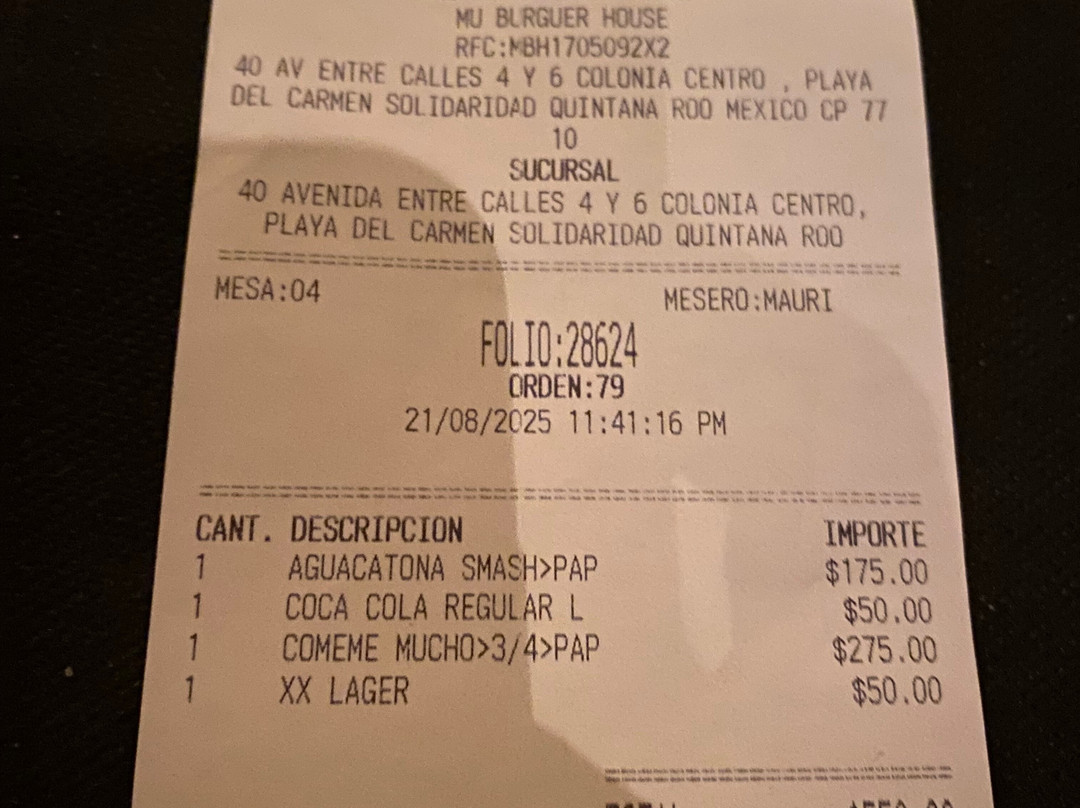 MU BURGUER HOUSE
RFC:MBH1705092X2
40 AV ENTRE CALLES 4 Y 6 COLONIA CENTRO , PLAYA
DEL CARMEN SOLIDARIDAD QUINTANA ROO MEXICO CP 77
10
SUCURSAL
40 AVENIDA ENTRE CALLES 4 Y 6 COLONIA CENTRO,
PLAYA DEL CARMEN SOLIDARIDAD QUINTANA ROO
MESA:04 MESERO:MAURI
FOLIO:28624
ORDEN:79
21/08/2025 11:41:16 PM
CANT. DESCRIPCION IMPORTE
1 AGUACATONA SMASH>PAP $175.00
1 COCA COLA REGULAR L $50.00
1 COMEME MUCHO>3/4>PAP $275.00
1 XX LAGER $50.00